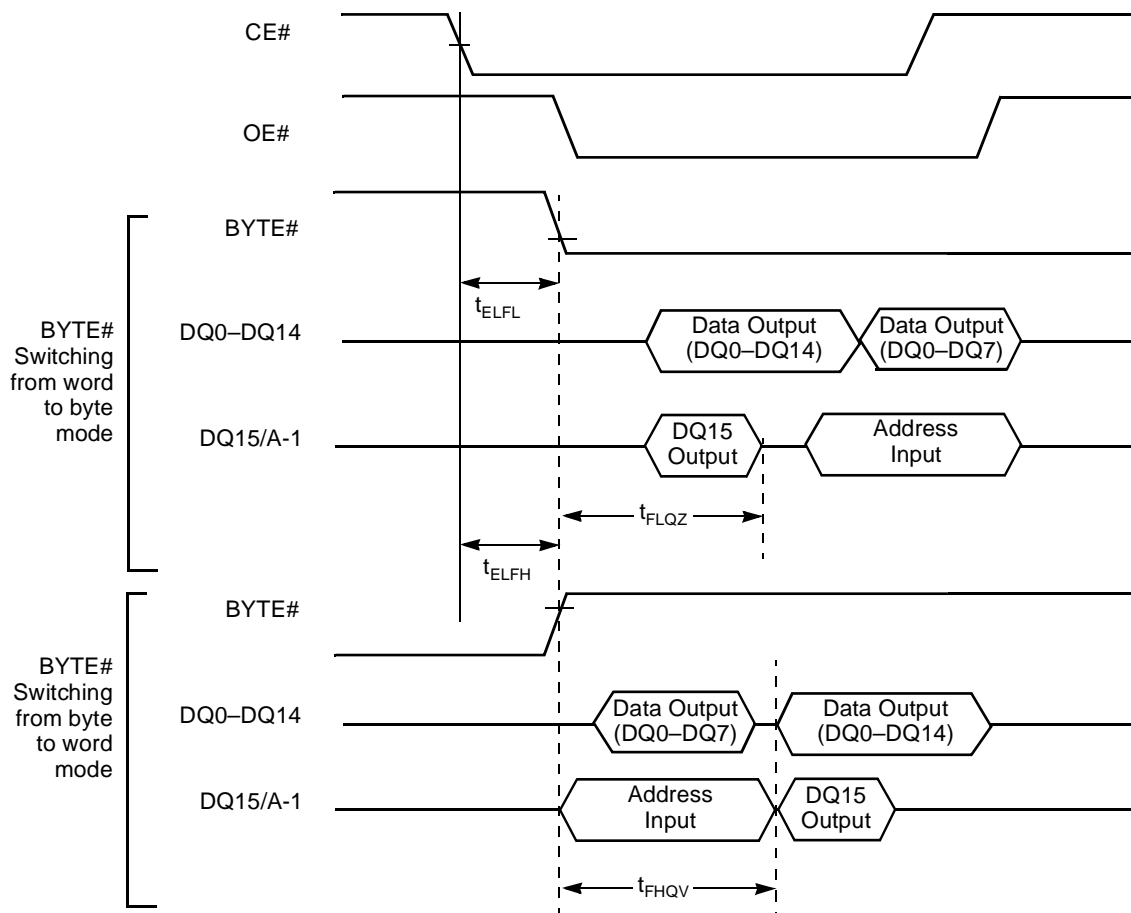 CE#
OE#
BYTE#
tELFL
BYTE#
Switching
from word
to byte
mode
DQ0–DQ14
Data Output
(DQ0–DQ14)
Data Output
(DQ0–DQ7)
DQ15/A-1
DQ15
Output
Address
Input
tFLQZ
tELFH
BYTE#
BYTE#
Switching
from byte
to word
mode
DQ0–DQ14
Data Output
(DQ0–DQ7)
Data Output
(DQ0–DQ14)
DQ15/A-1
Address
Input
DQ15
Output
tFHQV